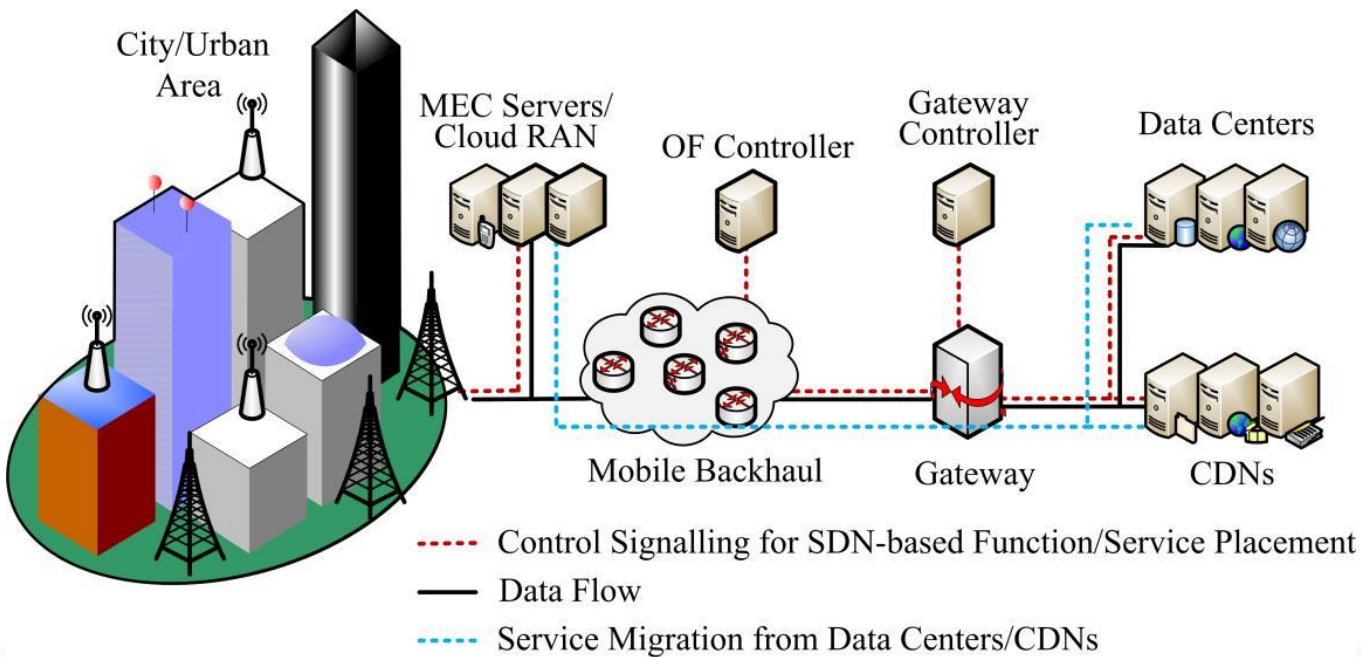 City/Urban
Area
MEC Servers/
Cloud RAN
OF Controller
Gateway
Controller
Data Centers
Mobile Backhaul
Gateway
CDNs
Control Signalling for SDN-based Function/Service Placement
Data Flow
Service Migration from Data Centers/CDNs